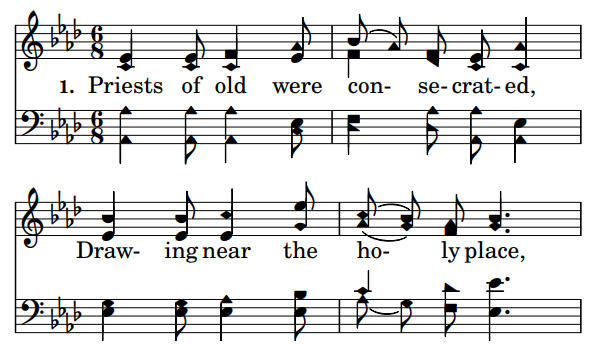 1. Priests of old were con- se- crat- ed,
Draw- ing near the ho- ly place,